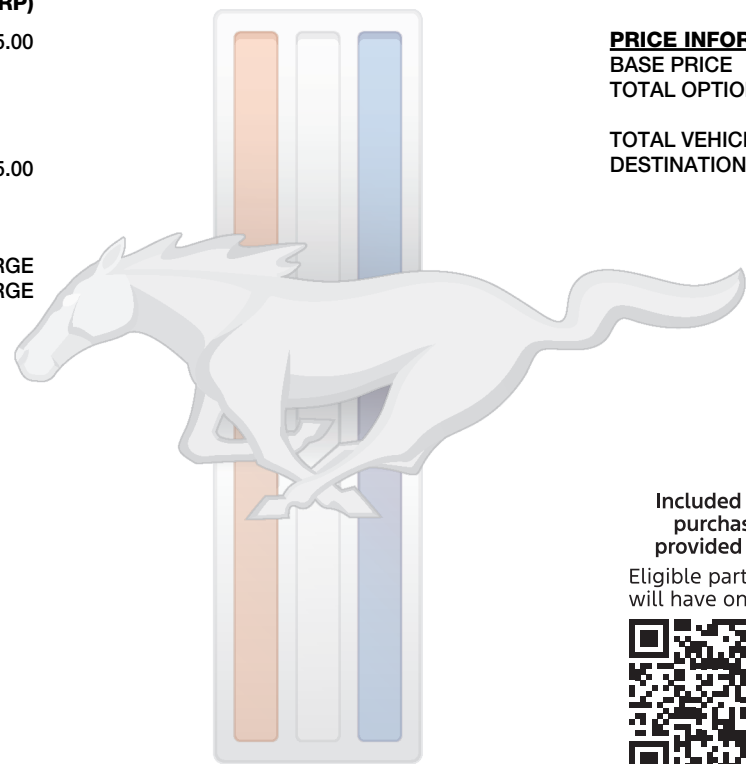 RP)
5.00
5.00
RGE
RGE
PRICE INFOR
BASE PRICE
TOTAL OPTIO
TOTAL VEHICL
DESTINATION
Included
purchas
provided
Eligible part
will have on